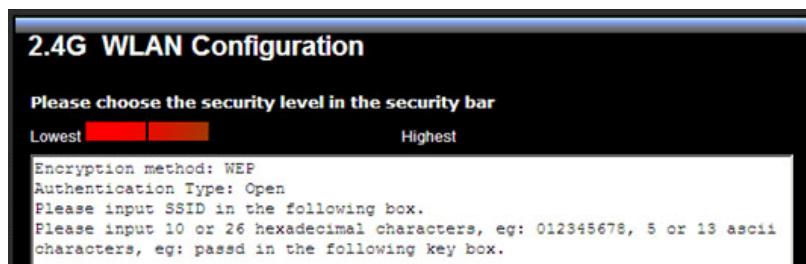 2.4G WLAN Configuration
Please choose the security level in the security bar
Lowest Highest
Encryption method: WEP
Authentication Type: Open
Please input SSID in the following box.
Please input 10 or 26 hexadecimal characters, eg: 012345678, 5 or 13 ascii
characters, eg: passd in the following key box.